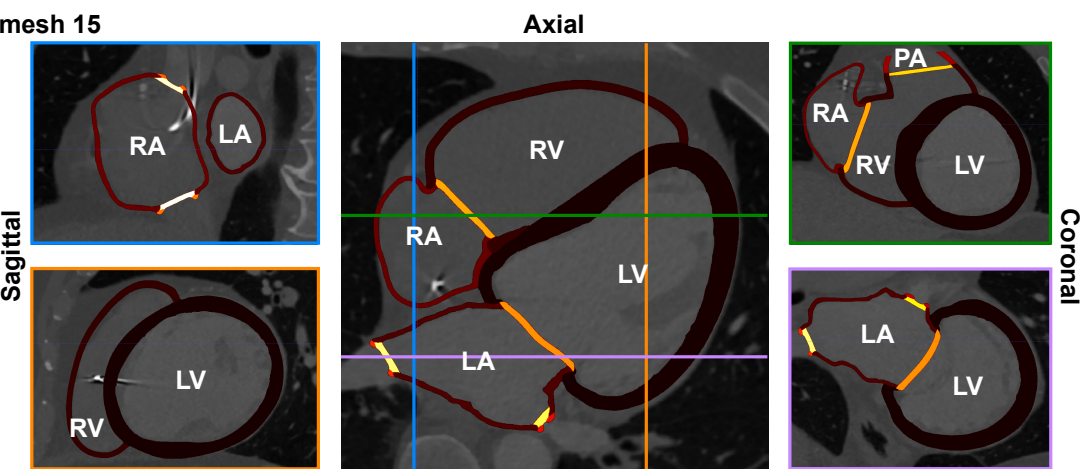 mesh 15
Axial
Sagittal
Coronal
RA
LA
RV
LV
RV
RA
LV
LA
PA
RA
RV
LV
LA
LV